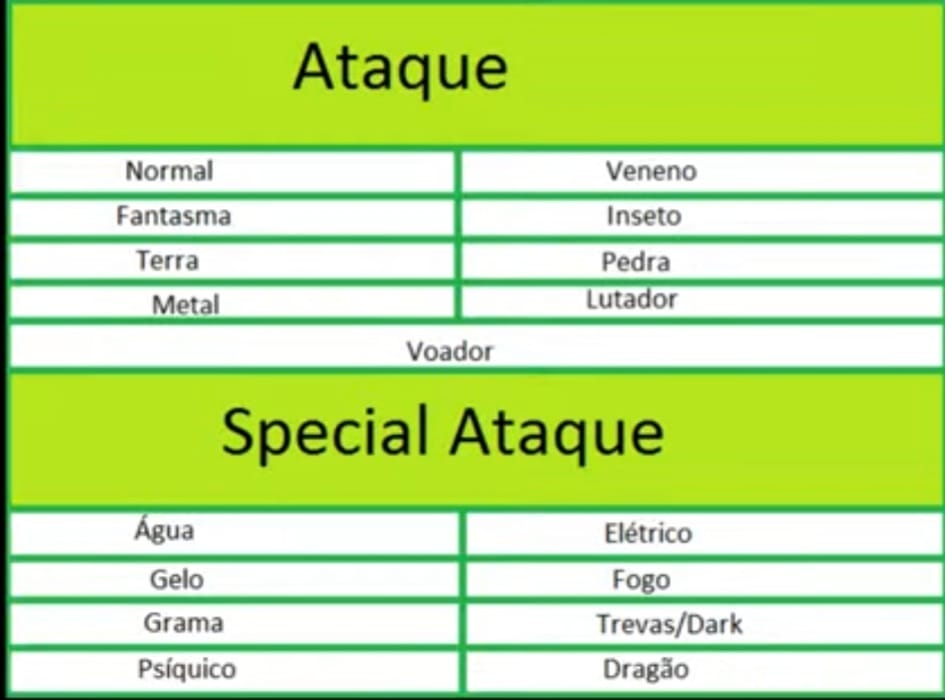 Ataque
Normal Veneno
Fantasma Inseto
Terra Pedra
Metal Lutador
Voador
Special Ataque
Água Elétrico
Gelo Fogo
Grama Trevas/Dark
Psíquico Dragão